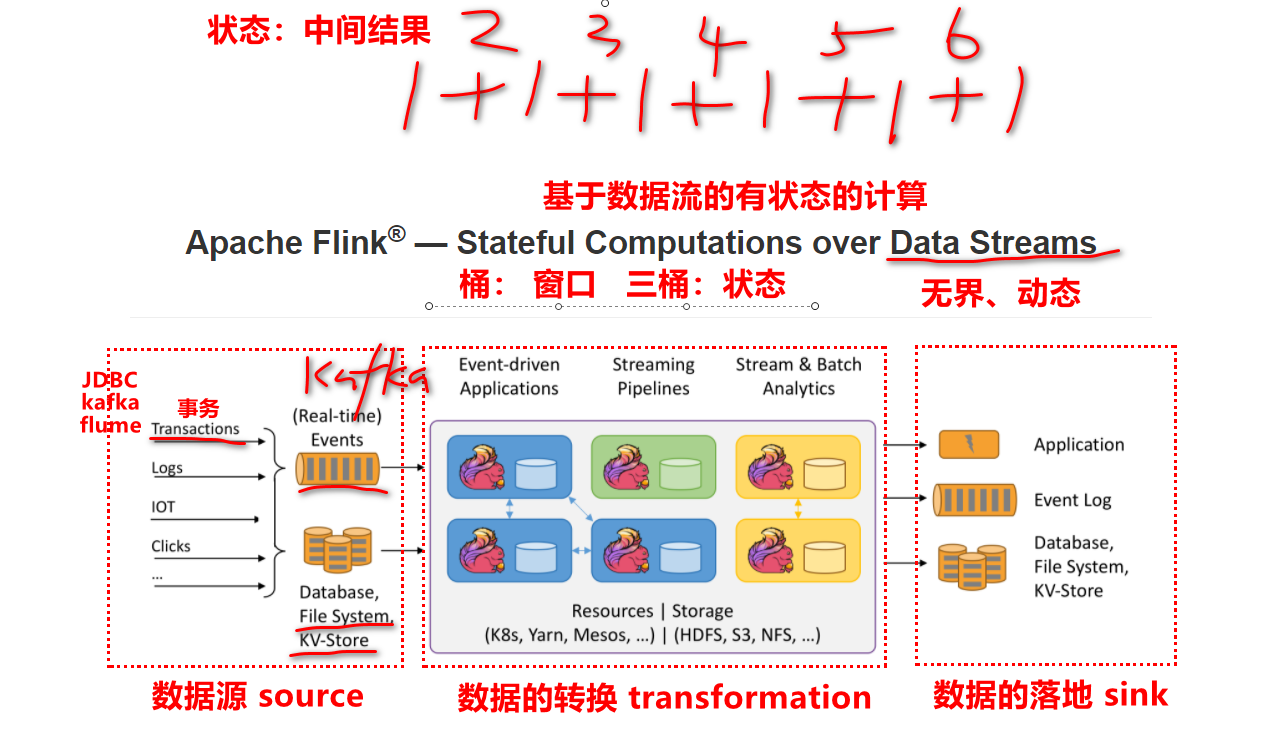 状态：中间结果
2 3 4 5 6
1+1+1+1+1+1
基于数据流的有状态的计算
Apache Flink® — Stateful Computations over Data Streams
桶： 窗口 三桶：状态
无界、动态
JDBC
kafka
flume
事务
Transactions
Logs
IOT
Clicks
...
Kafka
(Real-time)
Events
Database,
File System,
KV-Store
Event-driven
Applications
Streaming
Pipelines
Stream & Batch
Analytics
Resources | Storage
(K8s, Yarn, Mesos, ...) | (HDFS, S3, NFS, ...)
Application
Event Log
Database,
File System,
KV-Store
数据源 source
数据的转换 transformation
数据的落地 sink